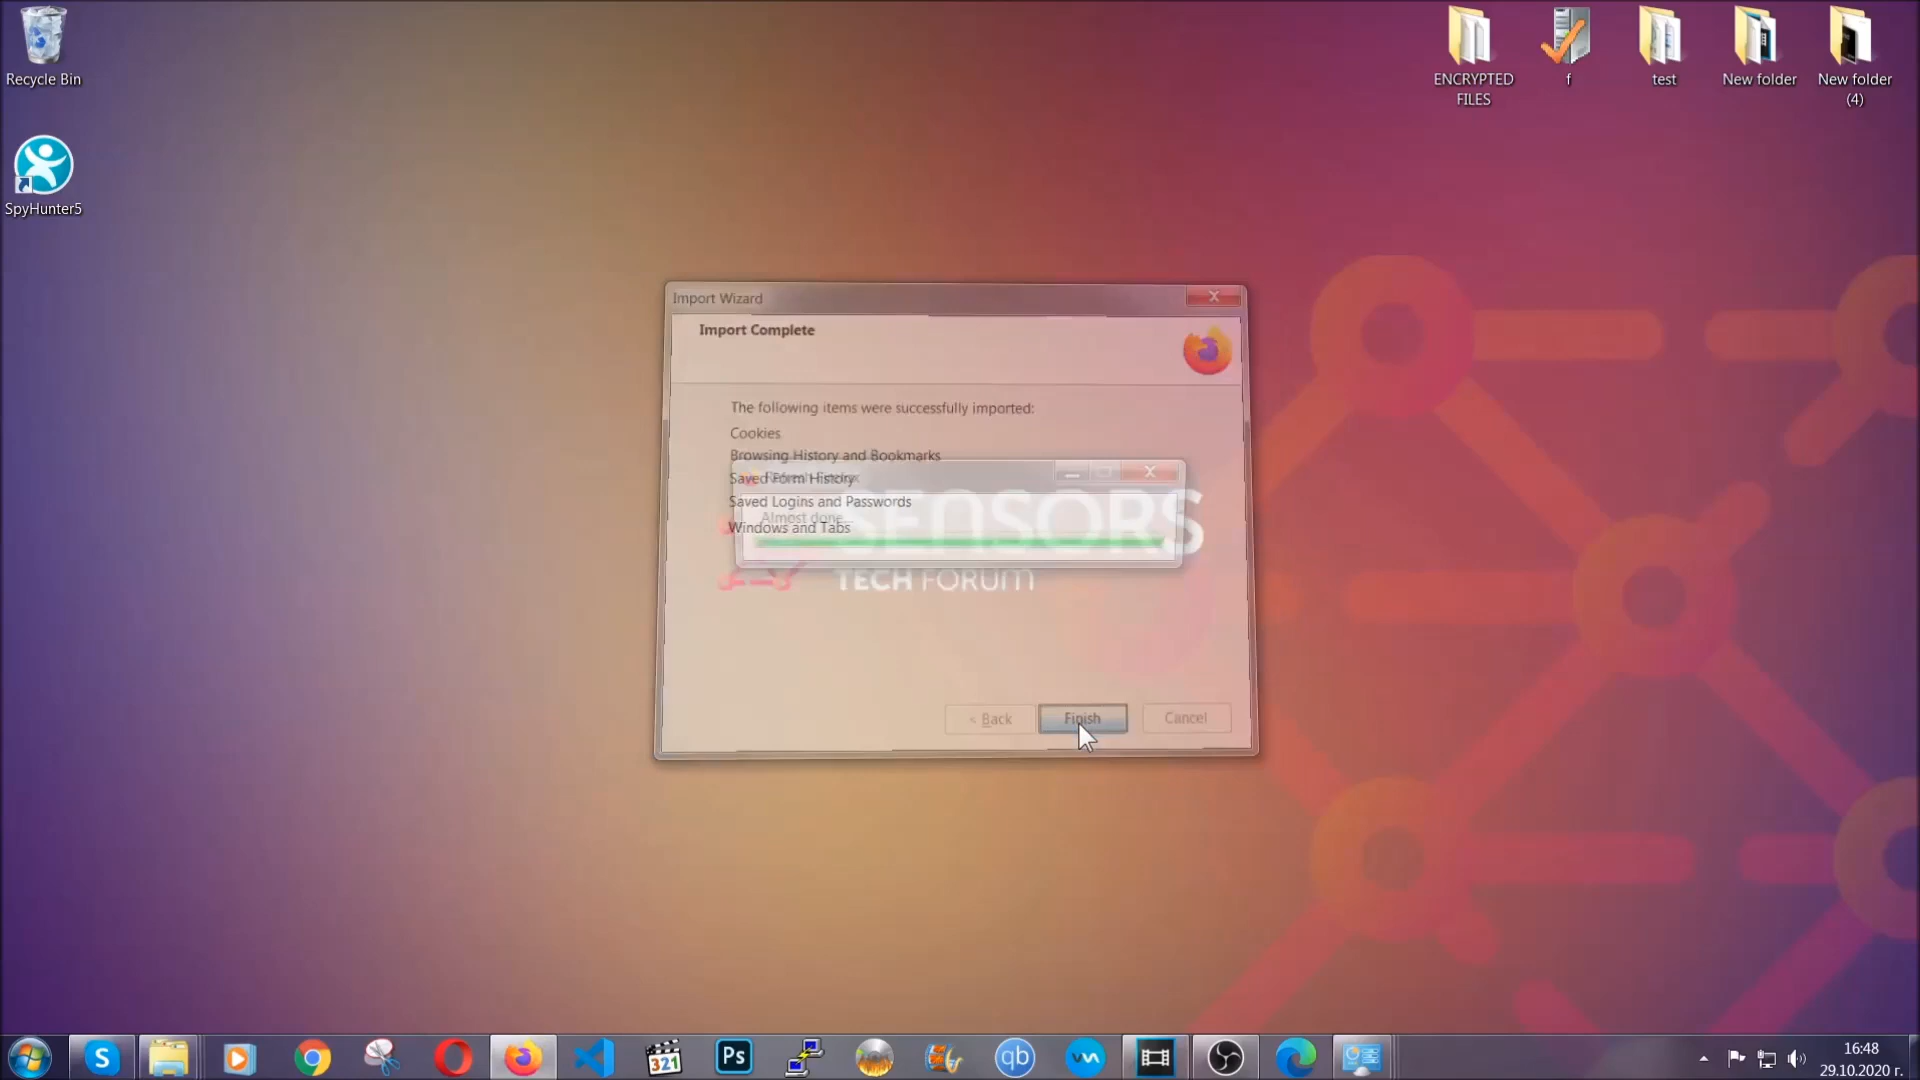 Recycle Bin
SpyHunter5
ENCRYPTED
FILES
f
test
New folder
New folder
(4)
Import Wizard
Import Complete
The following items were successfully imported:
Cookies
Browsing History and Bookmarks
Saved Form History
Saved Logins and Passwords
Almost done
Windows and Tabs
SENSORS
TECH FORUM
< Back
Finish
Cancel
S
321
Ps
qb
16:48
29.10.2020 г.